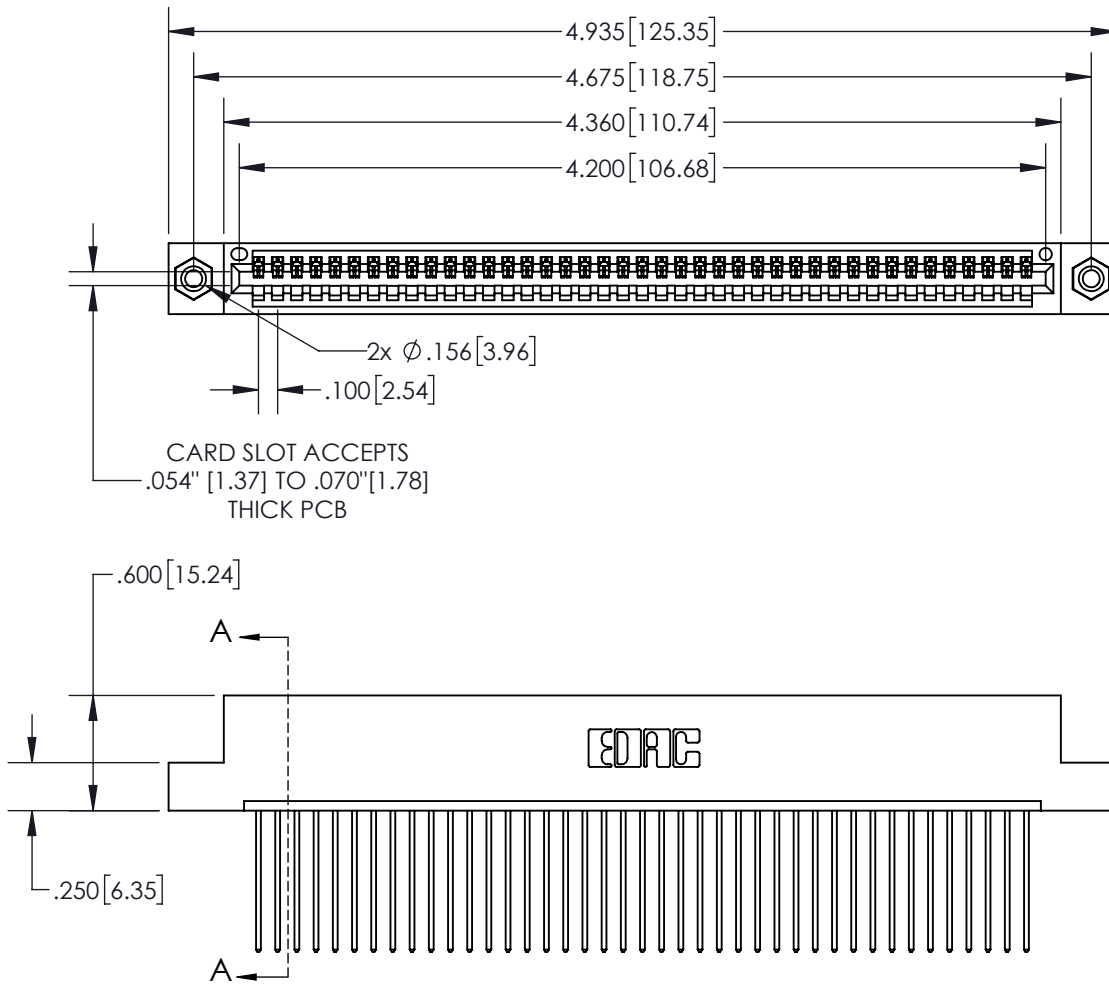 4.935[125.35]
4.675[118.75]
4.360[110.74]
4.200[106.68]
2x Ø.156[3.96]
.100[2.54]
CARD SLOT ACCEPTS
.054" [1.37] TO .070"[1.78]
THICK PCB
.600[15.24]
A
EDAC
.250[6.35]
A